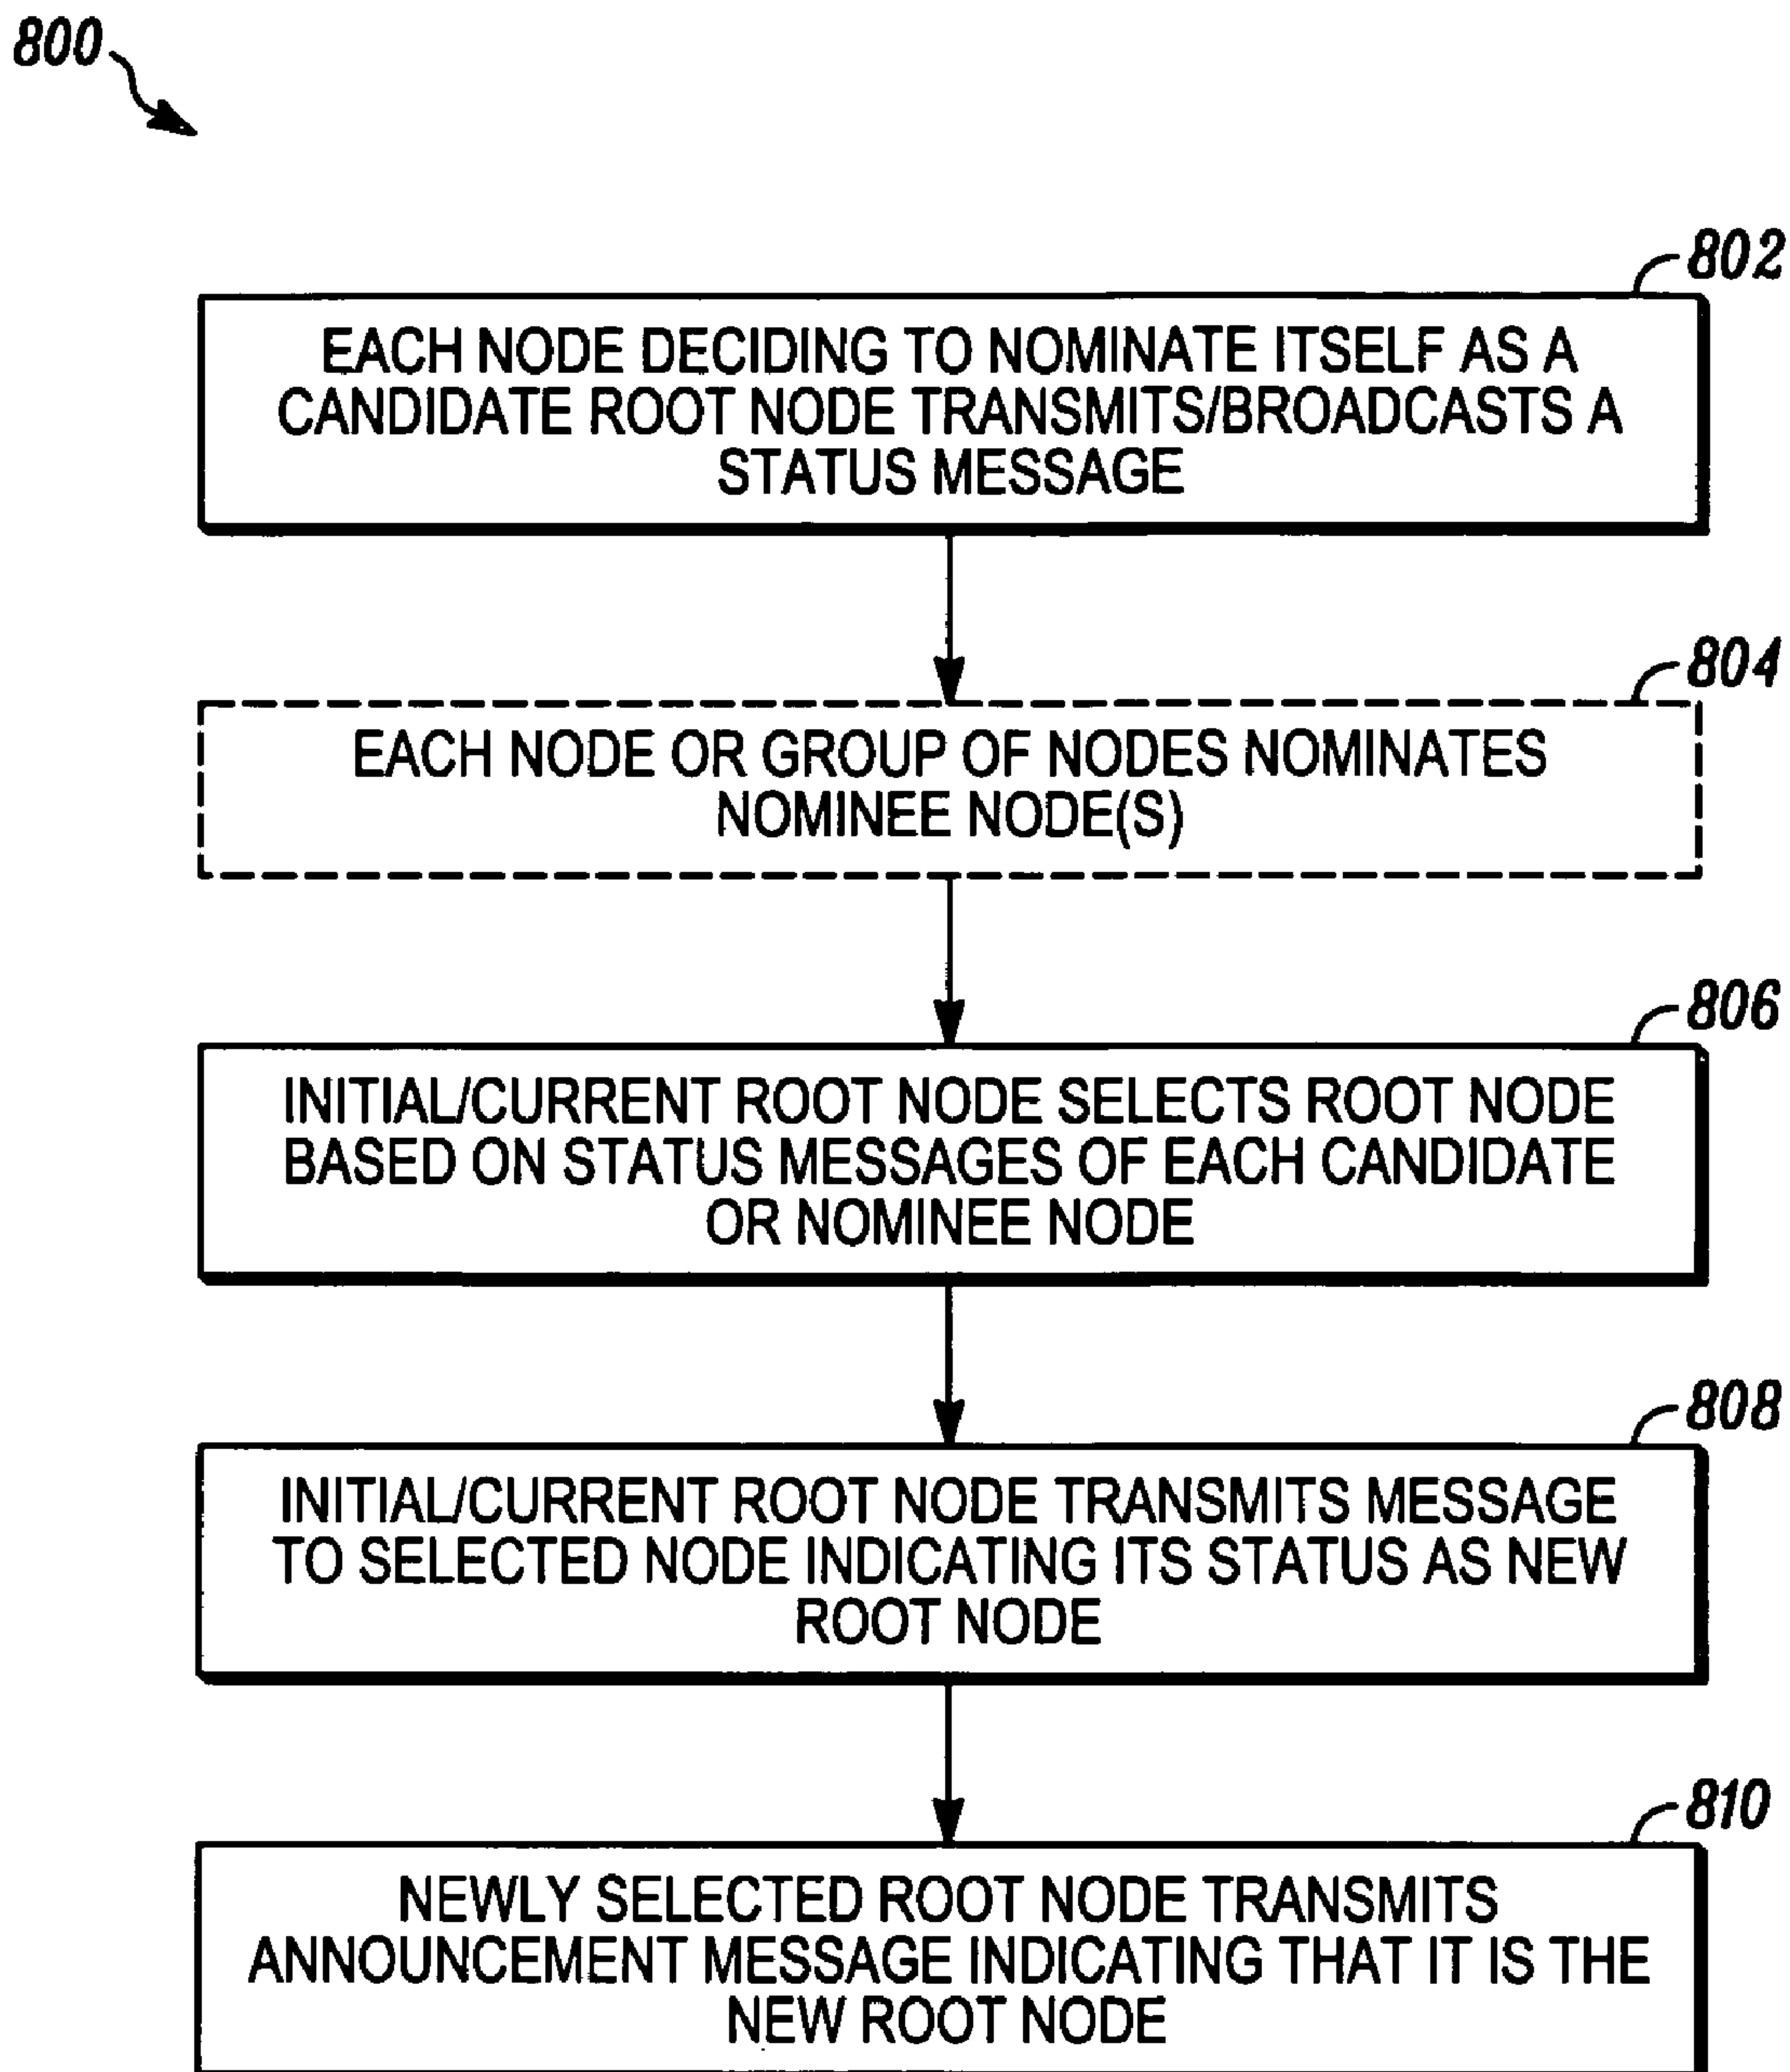 800
802
EACH NODE DECIDING TO NOMINATE ITSELF AS A
CANDIDATE ROOT NODE TRANSMITS/BROADCASTS A
STATUS MESSAGE
804
EACH NODE OR GROUP OF NODES NOMINATES
NOMINEE NODE(S)
806
INITIAL/CURRENT ROOT NODE SELECTS ROOT NODE
BASED ON STATUS MESSAGES OF EACH CANDIDATE
OR NOMINEE NODE
808
INITIAL/CURRENT ROOT NODE TRANSMITS MESSAGE
TO SELECTED NODE INDICATING ITS STATUS AS NEW
ROOT NODE
810
NEWLY SELECTED ROOT NODE TRANSMITS
ANNOUNCEMENT MESSAGE INDICATING THAT IT IS THE
NEW ROOT NODE